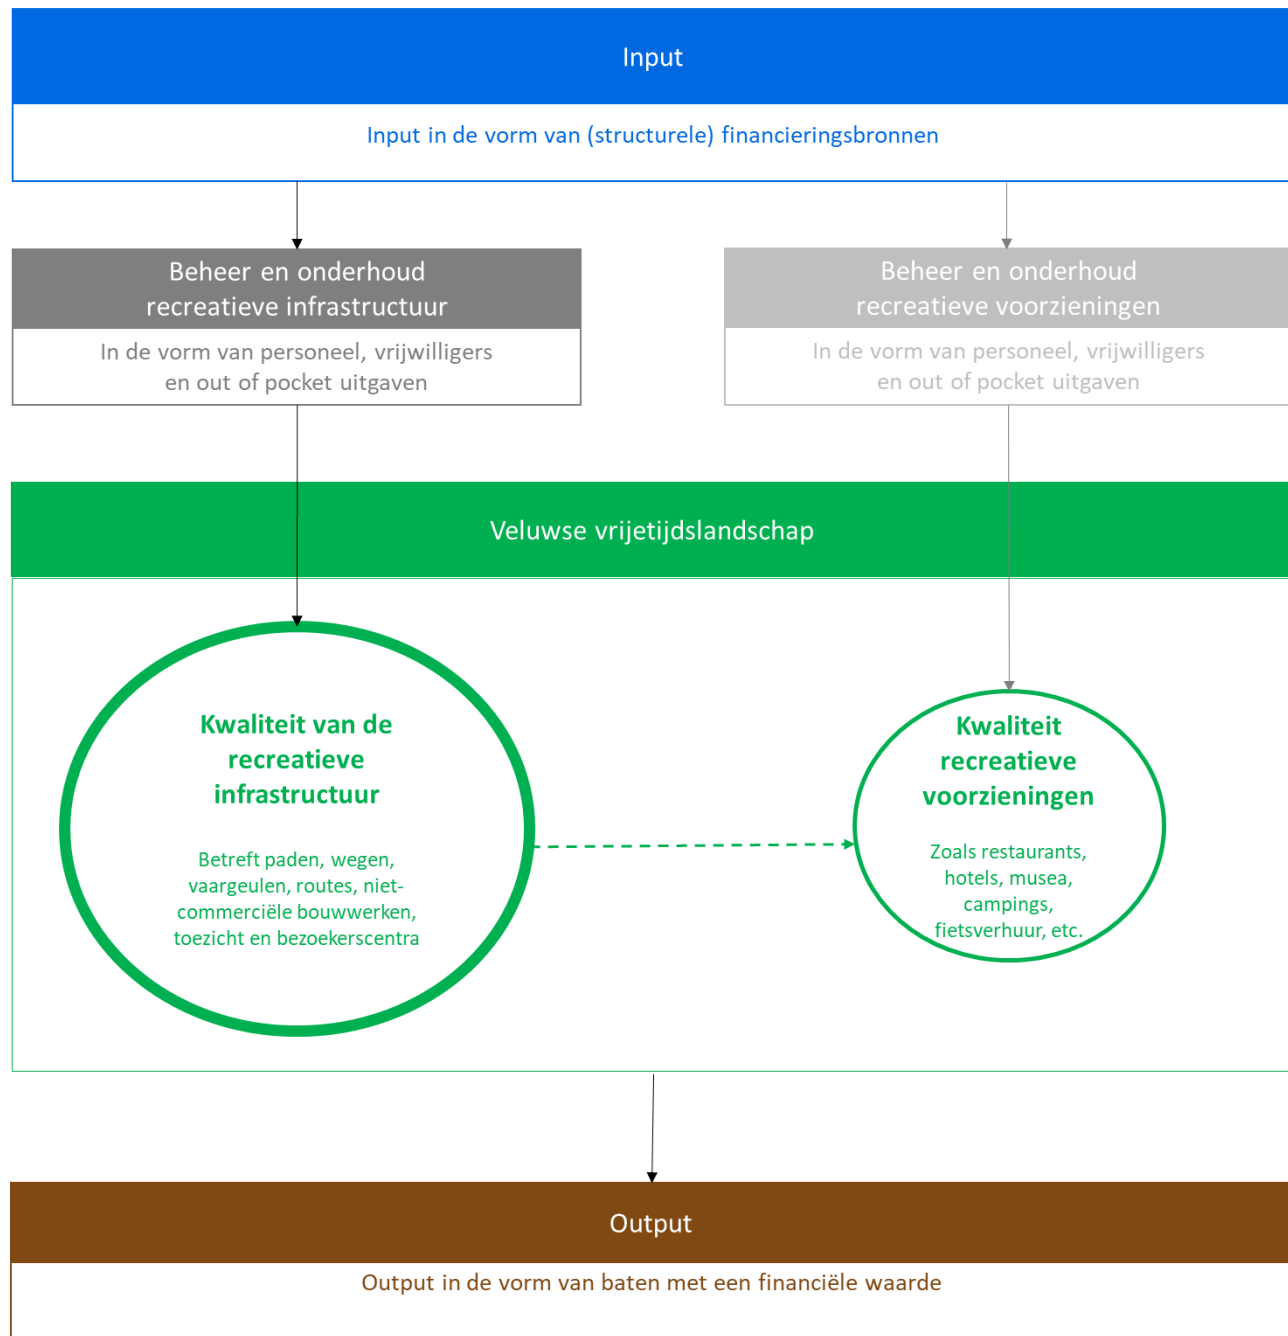 Input
Input in de vorm van (structurele) financieringsbronnen
Beheer en onderhoud
recreatieve infrastructuur
In de vorm van personeel, vrijwilligers
en out of pocket uitgaven
Beheer en onderhoud
recreatieve voorzieningen
In de vorm van personeel, vrijwilligers
en out of pocket uitgaven
Veluwse vrijetijdslandschap
Kwaliteit van de
recreatieve
infrastructuur
Betreft paden, wegen,
vaargeulen, routes, niet-
commerciële bouwwerken,
toezicht en bezoekerscentra
Kwaliteit
recreatieve
voorzieningen
Zoals restaurants,
hotels, musea,
campings,
fietsverhuur, etc.
Output
Output in de vorm van baten met een financiële waarde